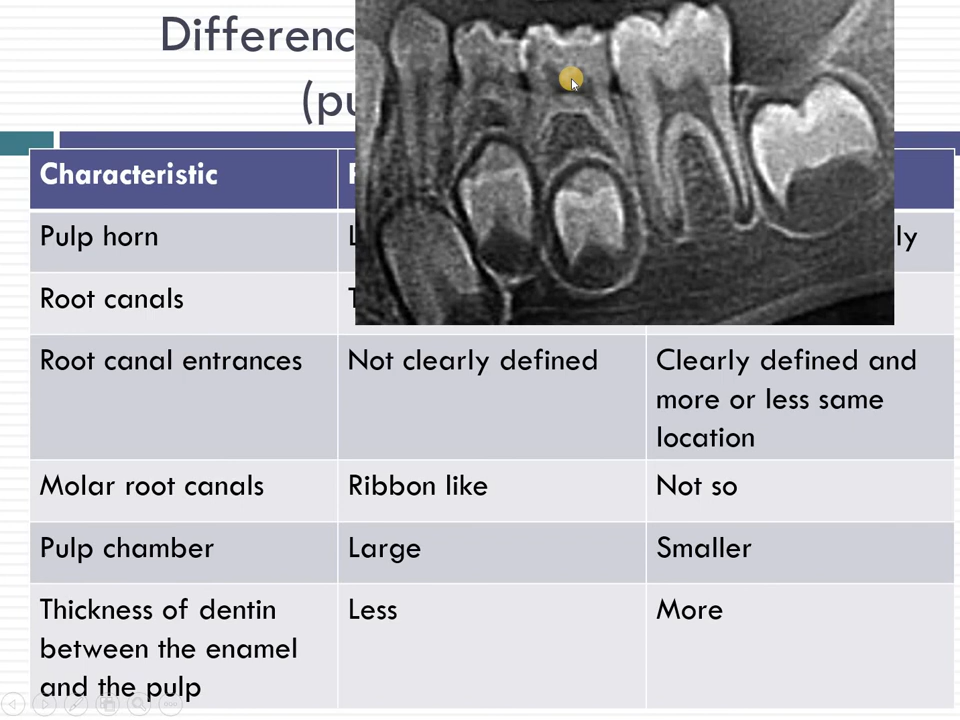 Differenc
(pu
Characteristic
Pulp horn
ly
Root canals
Root canal entrances Not clearly defined Clearly defined and
more or less same
location
Molar root canals Ribbon like Not so
Pulp chamber Large Smaller
Thickness of dentin Less More
between the enamel
and the pulp